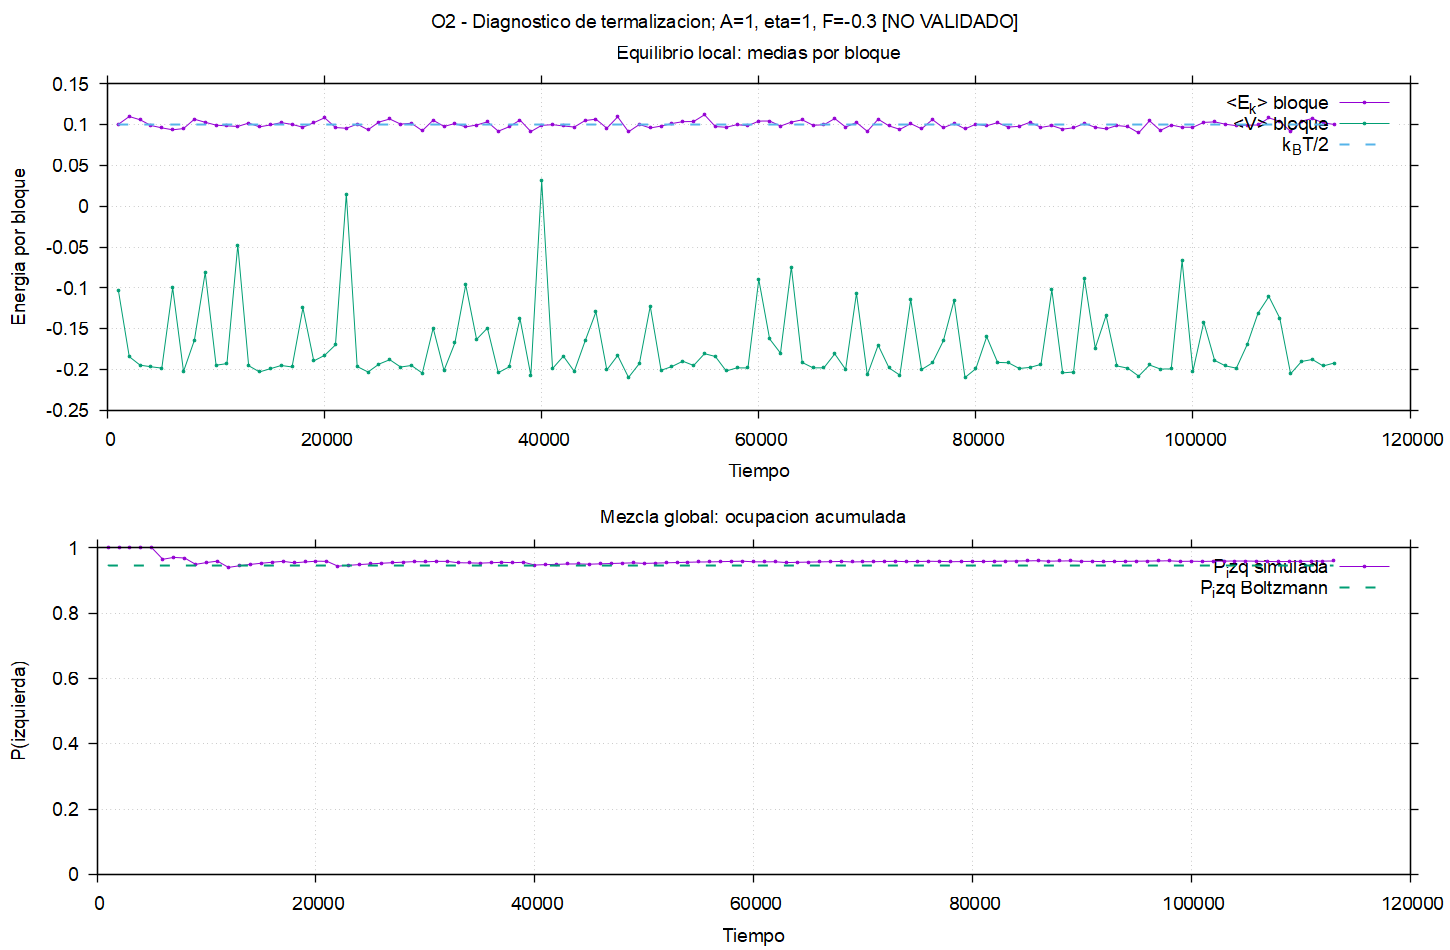 O2 - Diagnostico de termalizacion; A=1, eta=1, F=-0.3 [NO VALIDADO]
Equilibrio local: medias por bloque
0.15
0.1
0.05
0
-0.05
-0.1
-0.15
-0.2
-0.25
Energia por bloque
<Ek> bloque
<V> bloque
kBT/2
0 20000 40000 60000 80000 100000 120000
Tiempo
Mezcla global: ocupacion acumulada
1
0.8
0.6
0.4
0.2
0
P(izquierda)
Pizq simulada
Pizq Boltzmann
0 20000 40000 60000 80000 100000 120000
Tiempo